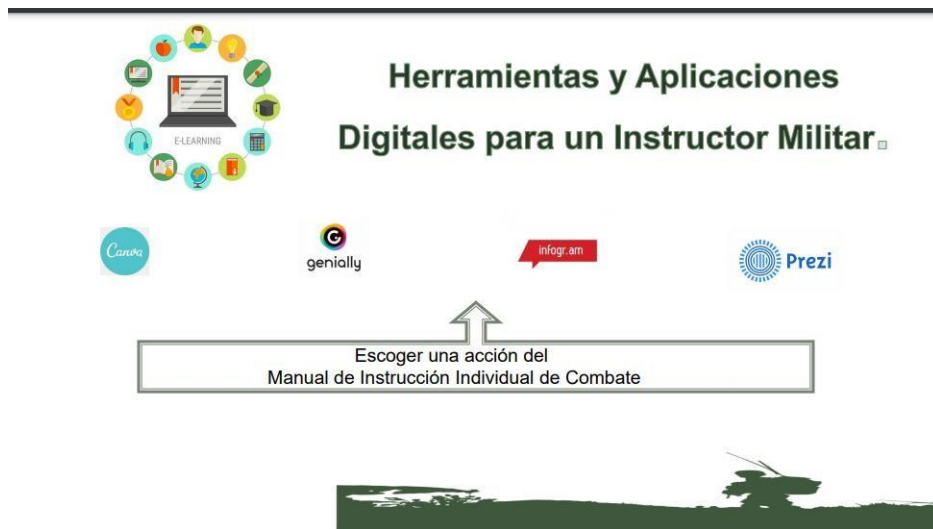 Herramientas y Aplicaciones
Digitales para un Instructor Militar.
E-LEARNING
Canva
G
genially
infogr.am
Prezi
Escoger una acción del
Manual de Instrucción Individual de Combate